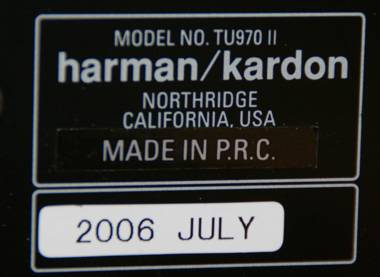 MODEL NO. TU970 II
harman/kardon
NORTHRIDGE
CALIFORNIA, USA
MADE IN P.R.C.
2006 JULY